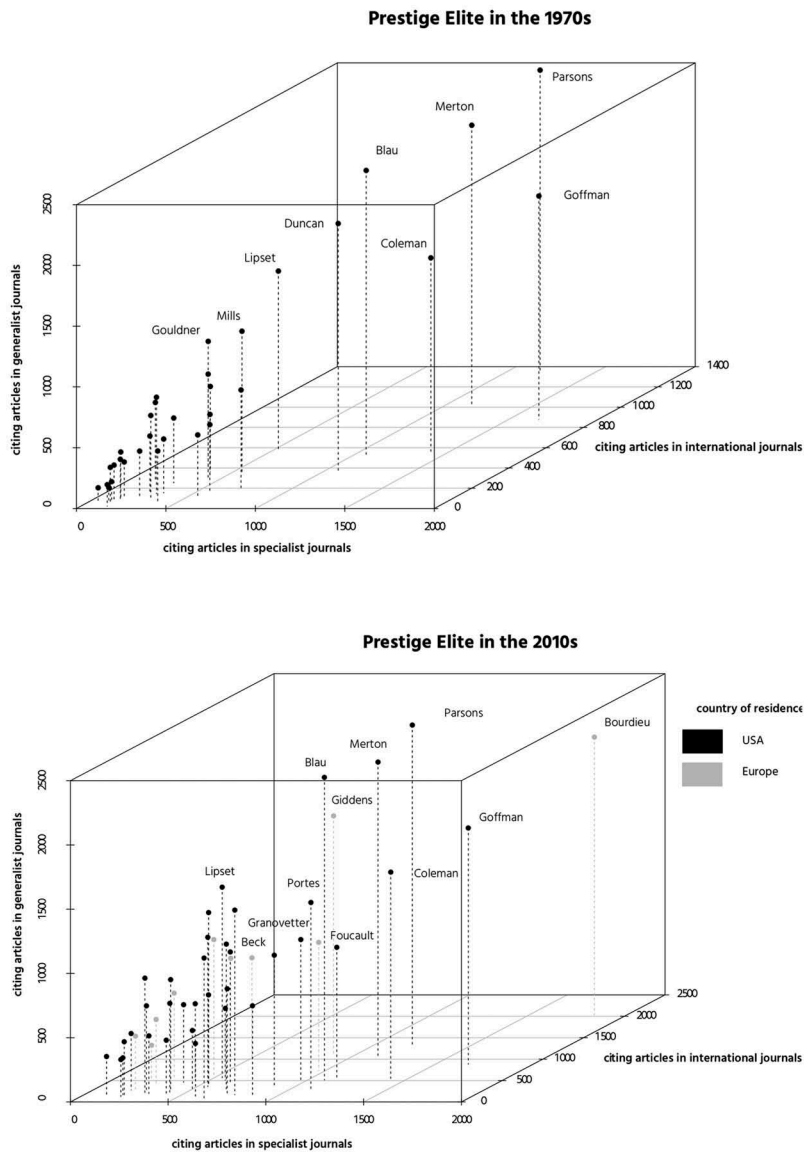 Prestige Elite in the 1970s
Parsons
Merton
Blau
Goffman
Duncan
Coleman
Lipset
Mills
Gouldner
citing articles in generalist journals
2500
2000
1500
1000
500
0
0
500
1000
1500
2000
citing articles in specialist journals
0
200
400
600
800
1000
1200
1400
citing articles in international journals
Prestige Elite in the 2010s
Parsons
Bourdieu
Merton
Blau
Giddens
Goffman
Lipset
Coleman
Portes
Granovetter
Beck
Foucault
country of residence
USA
Europe
citing articles in generalist journals
2500
2000
1500
1000
500
0
0
500
1000
1500
2000
citing articles in specialist journals
0
500
1000
1500
2000
2500
citing articles in international journals